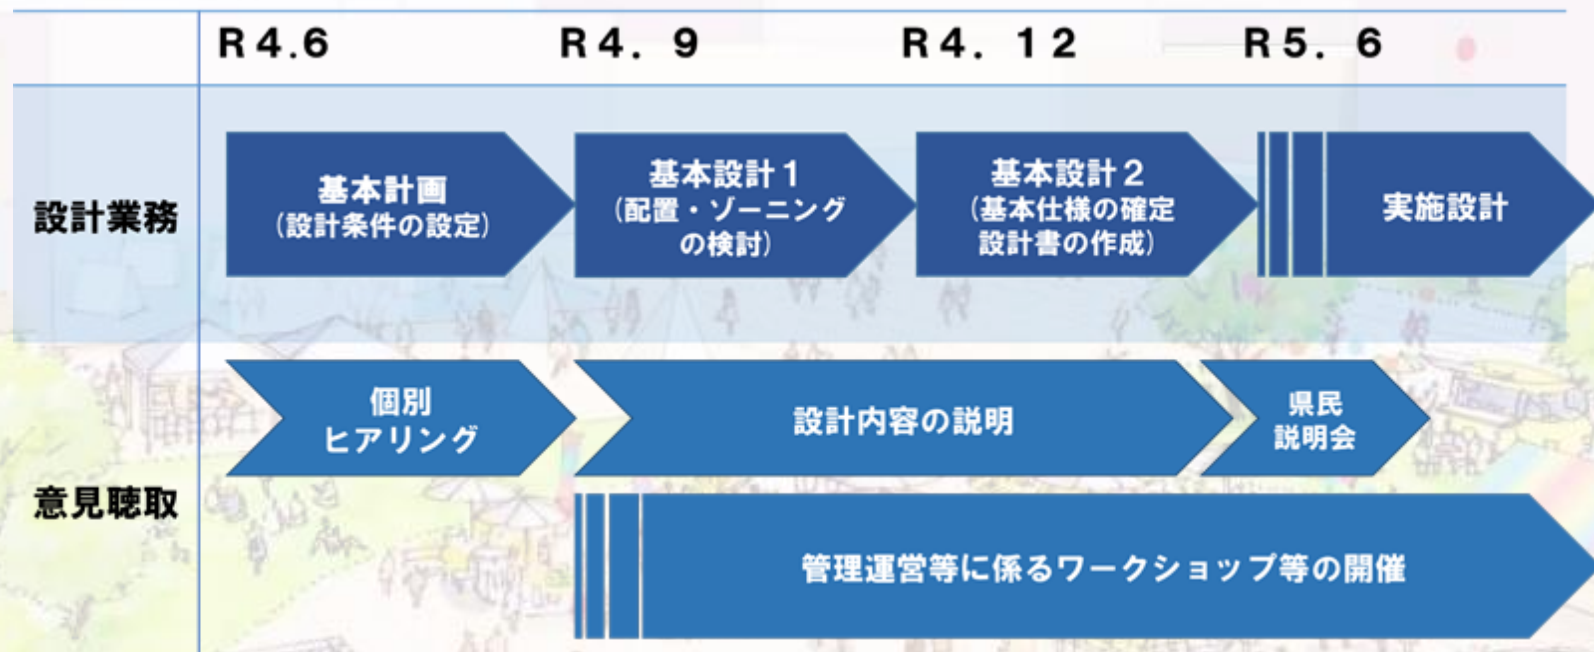 R4.6
R4. 9
R4. 12
R5. 6
設計業務
基本計画
(設計条件の設定)
基本設計1
(配置・ゾーニング
の検討)
基本設計2
(基本仕様の確定
設計書の作成)
実施設計
意見聴取
個別
ヒアリング
設計内容の説明
県民
説明会
管理運営等に係るワークショップ等の開催